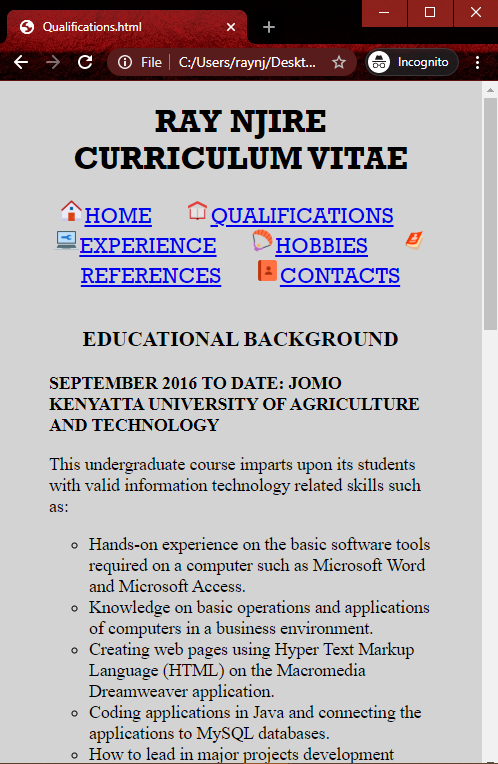 Qualifications.html
File | C:/Users/raynj/Deskt... Incognito
RAY NJIRE
CURRICULUM VITAE
HOME QUALIFICATIONS
EXPERIENCE HOBBIES
REFERENCES CONTACTS
EDUCATIONAL BACKGROUND
SEPTEMBER 2016 TO DATE: JOMO
KENYATTA UNIVERSITY OF AGRICULTURE
AND TECHNOLOGY
This undergraduate course imparts upon its students
with valid information technology related skills such
as:
Hands-on experience on the basic software tools
required on a computer such as Microsoft Word
and Microsoft Access.
Knowledge on basic operations and applications
of computers in a business environment.
Creating web pages using Hyper Text Markup
Language (HTML) on the Macromedia
Dreamweaver application.
Coding applications in Java and connecting the
applications to MySQL databases.
How to lead in major projects development